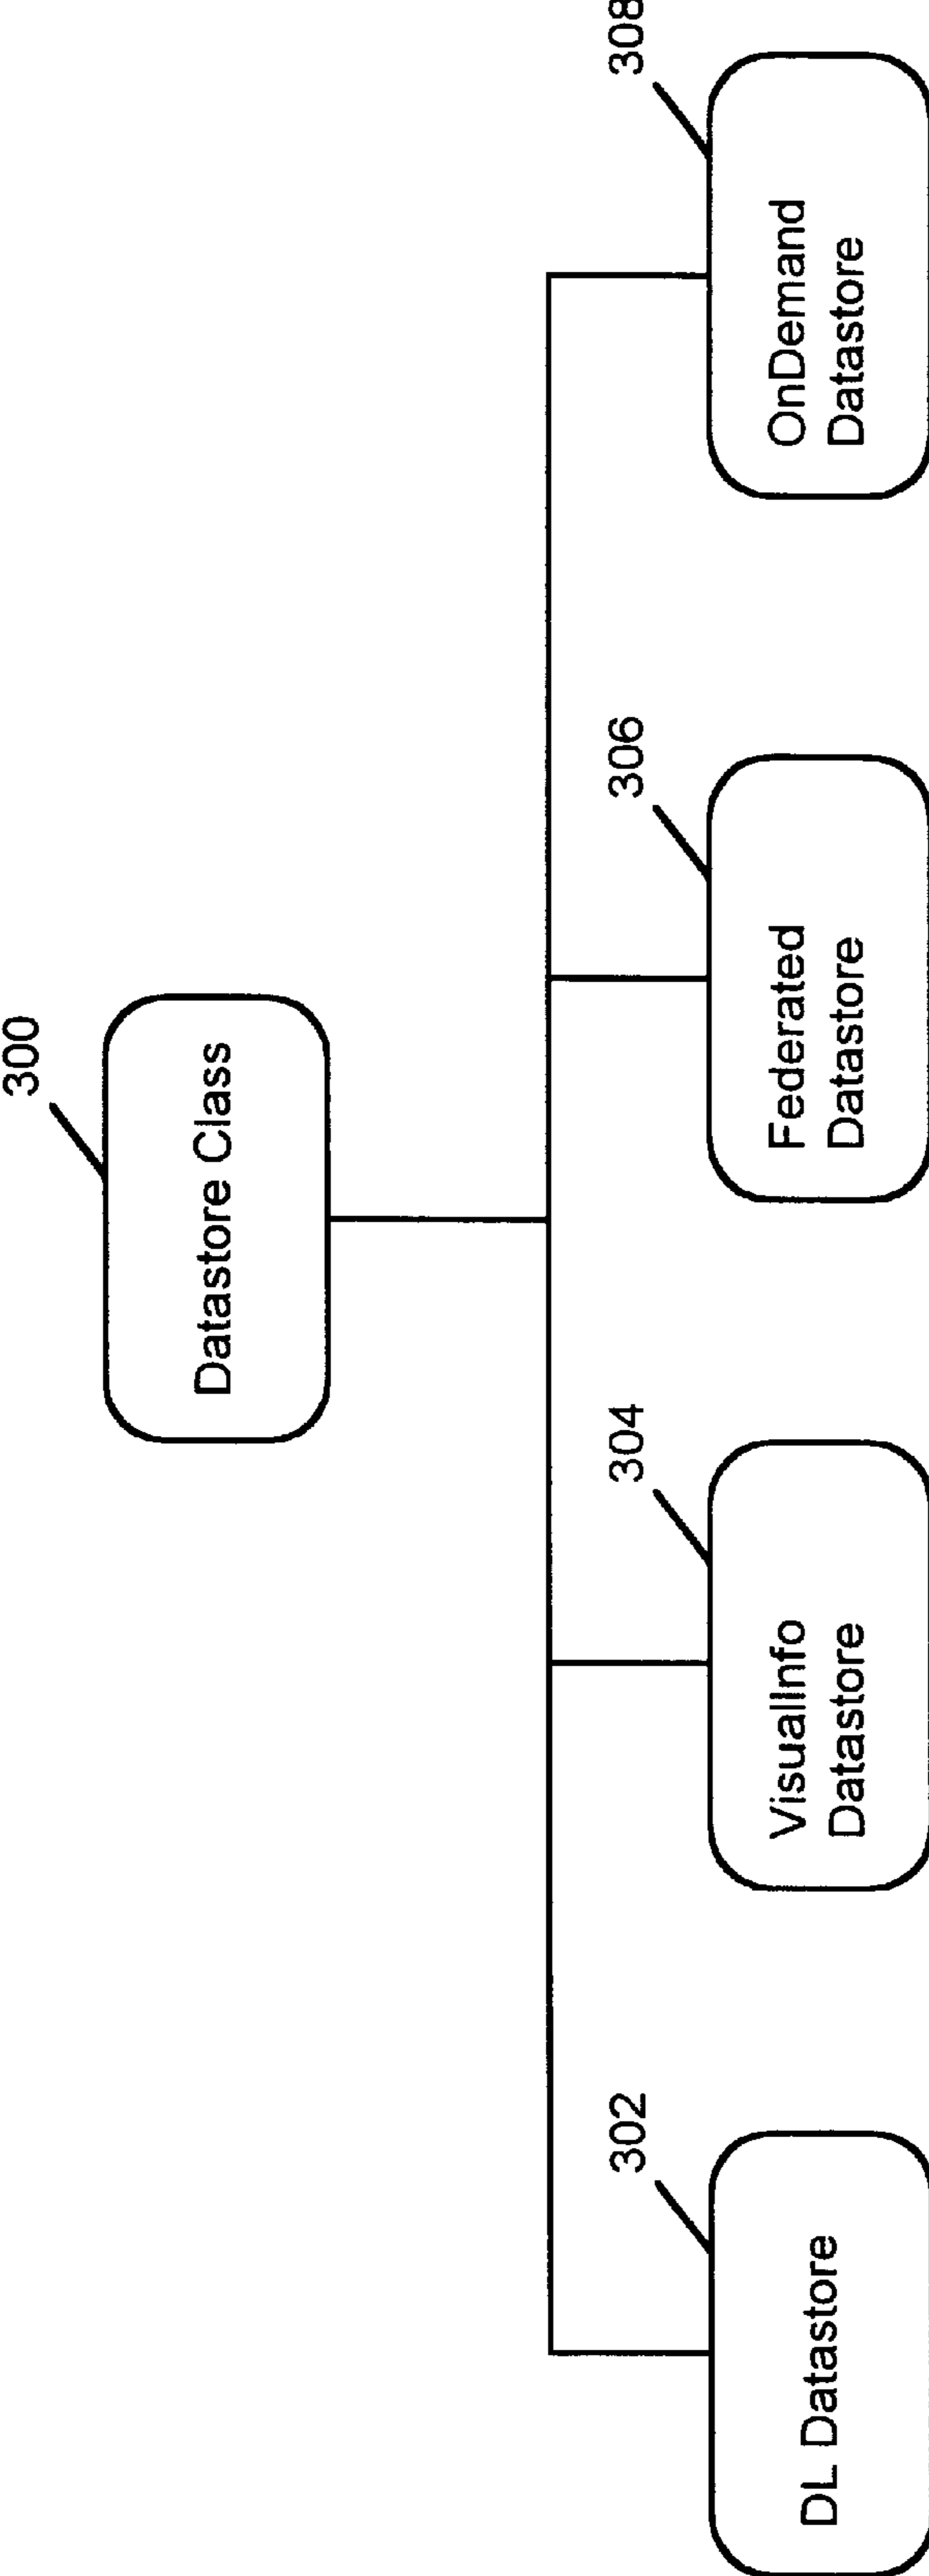 300
Datastore Class
302
DL Datastore
304
VisualInfo
Datastore
306
Federated
Datastore
308
OnDemand
Datastore